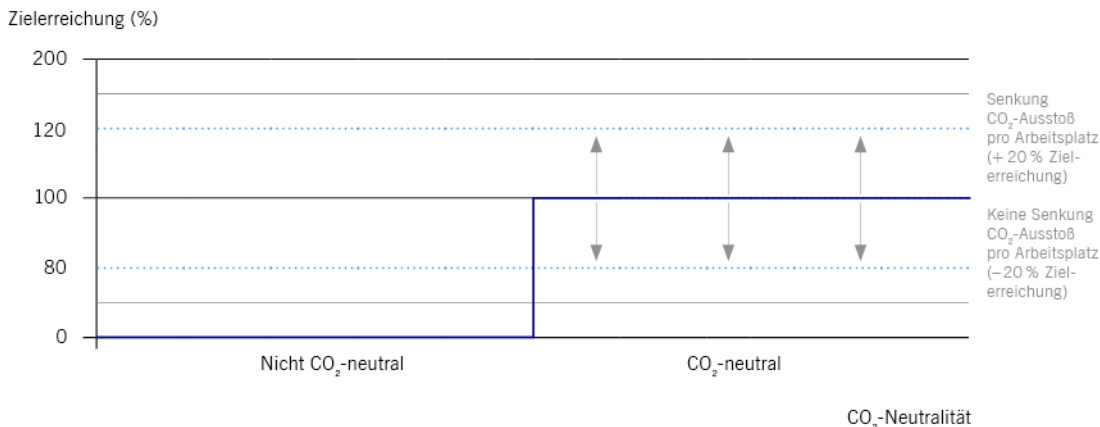 Zielerreichung (%)
200
120
100
80
0
Senkung
CO₂-Ausstoß
pro Arbeitsplatz
(+ 20 % Ziel-
erreichung)
Keine Senkung
CO₂-Ausstoß
pro Arbeitsplatz
(– 20 % Ziel-
erreichung)
Nicht CO₂-neutral
CO₂-neutral
CO₂-Neutralität